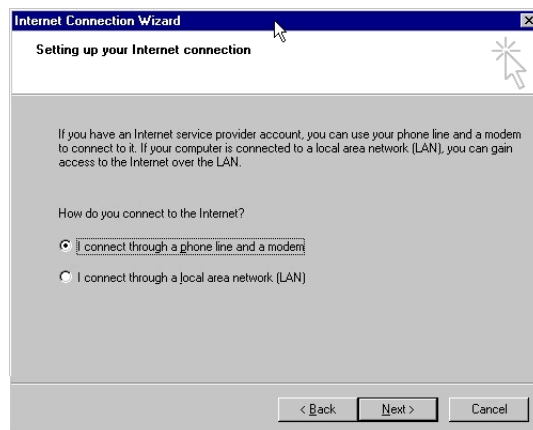 Internet Connection Wizard
Setting up your Internet connection
If you have an Internet service provider account, you can use your phone line and a modem
to connect to it. If your computer is connected to a local area network (LAN), you can gain
access to the Internet over the LAN.
How do you connect to the Internet?
I connect through a phone line and a modem
I connect through a local area network (LAN)
< Back
Next >
Cancel